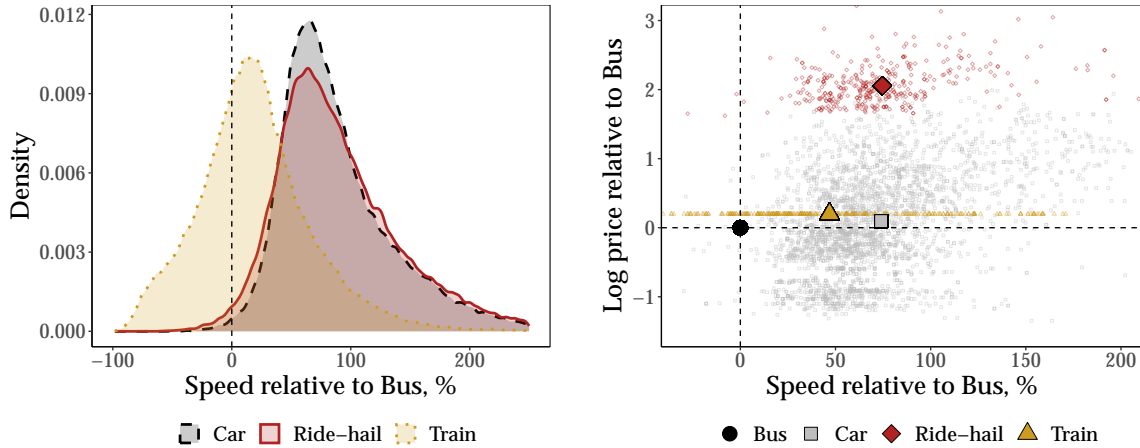 0.012
0.009
0.006
0.003
0.000
Density
−100 0 100 200
Speed relative to Bus, %
Car Ride−hail Train
3
2
1
0
−1
Log price relative to Bus
0 50 100 150 200
Speed relative to Bus, %
Bus Car Ride−hail Train